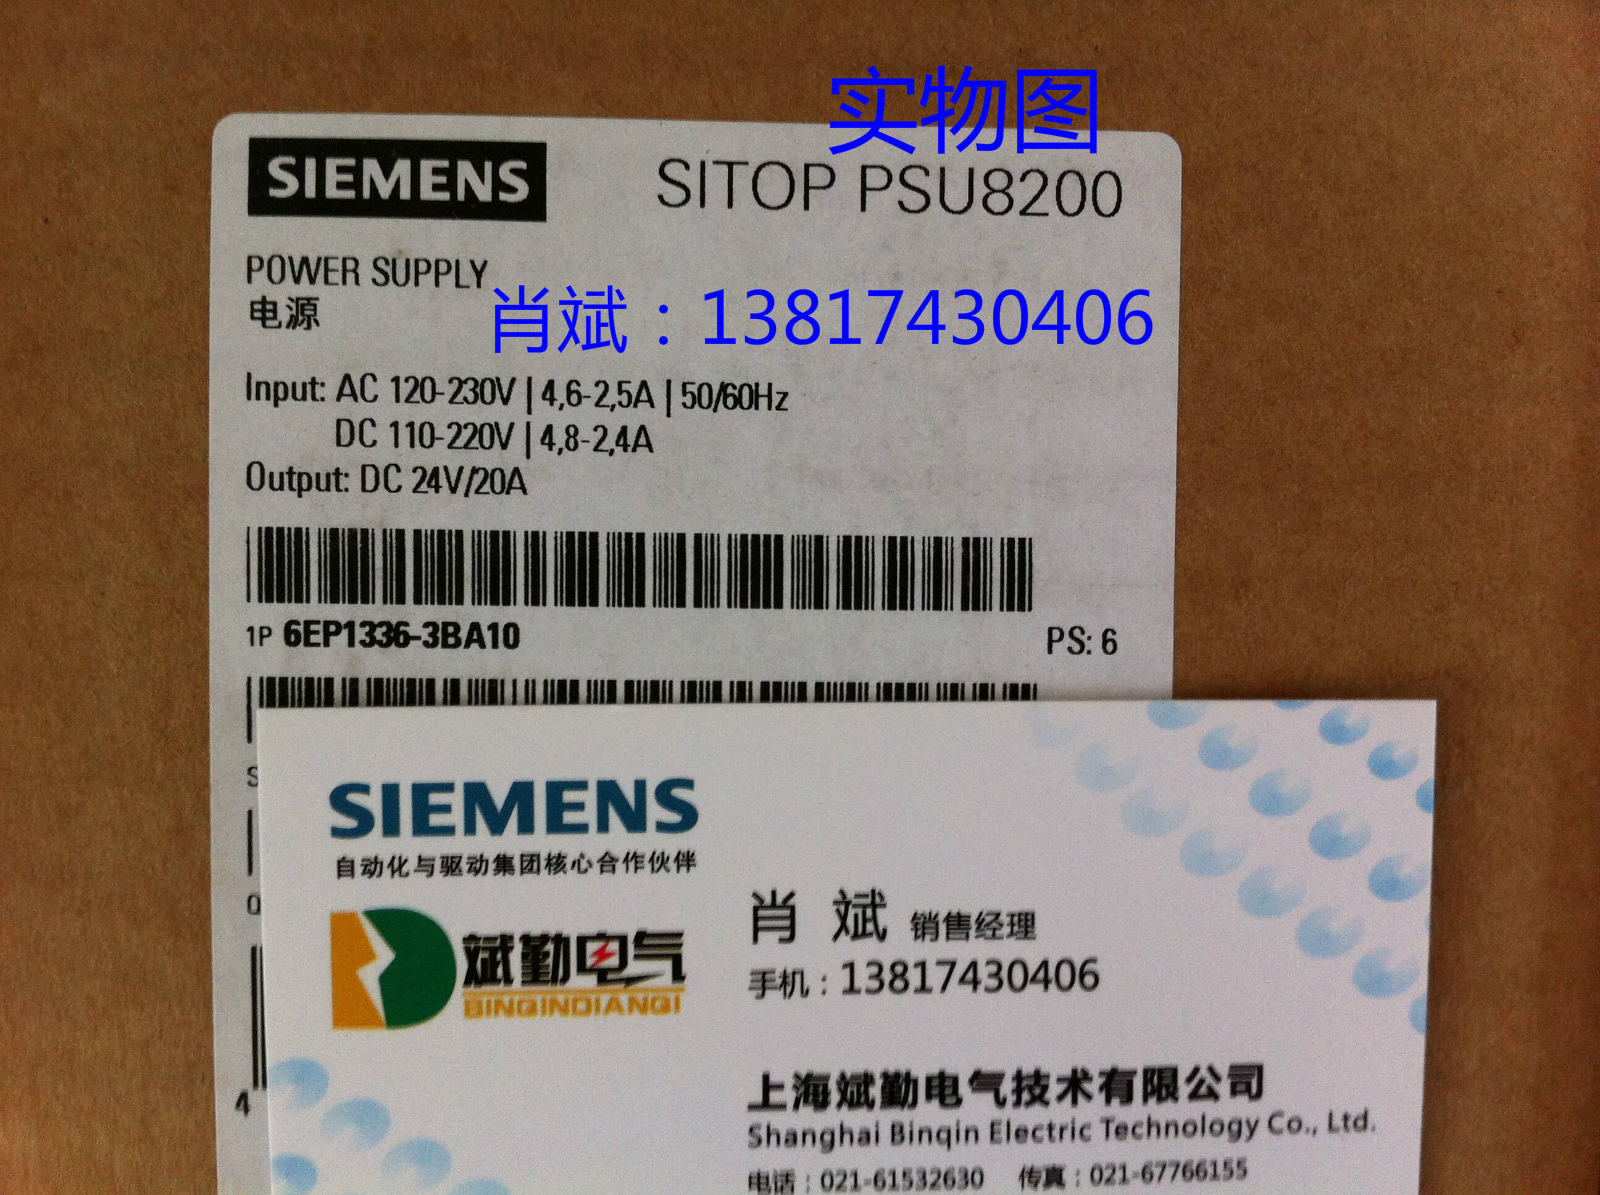 实物图
SIEMENS
SITOP PSU8200
POWER SUPPLY
电源
肖斌：13817430406
Input: AC 120-230V | 4,6-2,5A | 50/60Hz
DC 110-220V | 4,8-2,4A
Output: DC 24V/20A
1P 6EP1336-3BA10
PS: 6
S
Q
4
SIEMENS
自动化与驱动集团核心合作伙伴
斌勤电气
BINQINDIANQI
肖 斌 销售经理
手机：13817430406
上海斌勤电气技术有限公司
Shanghai Binqin Electric Technology Co., Ltd.
电话：021-61532630 传真：021-67766155